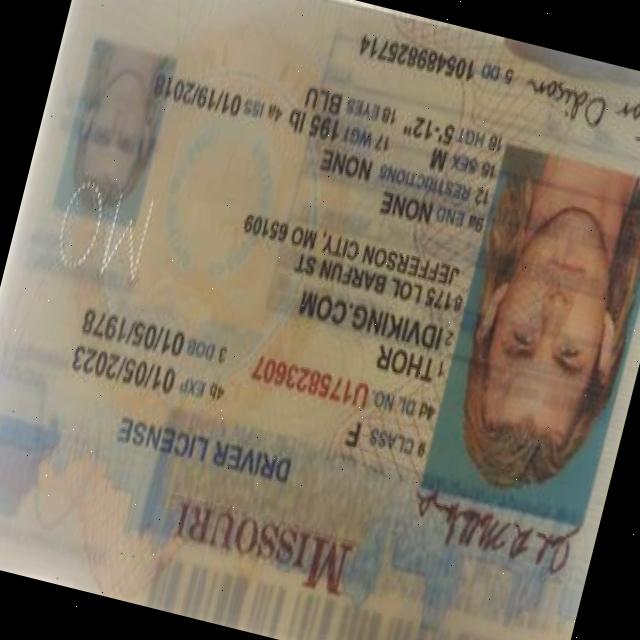 MISSOURI
DRIVER LICENSE
9 CLASS F
4d DL NO. U175823607
4b EXP 01/05/2023
1 THOR
3 DOB 01/05/1978
2 IDVIKING.COM
8175 LOL BARFUN ST
JEFFERSON CITY, MO 65109
9a END NONE
12 RESTRICTIONS NONE
15 SEX M
17 WGT 195 lb
4a ISS 01/19/2018
16 HGT 5'-12"
18 EYES BLU
5 DD 105489825714
Odison
MO